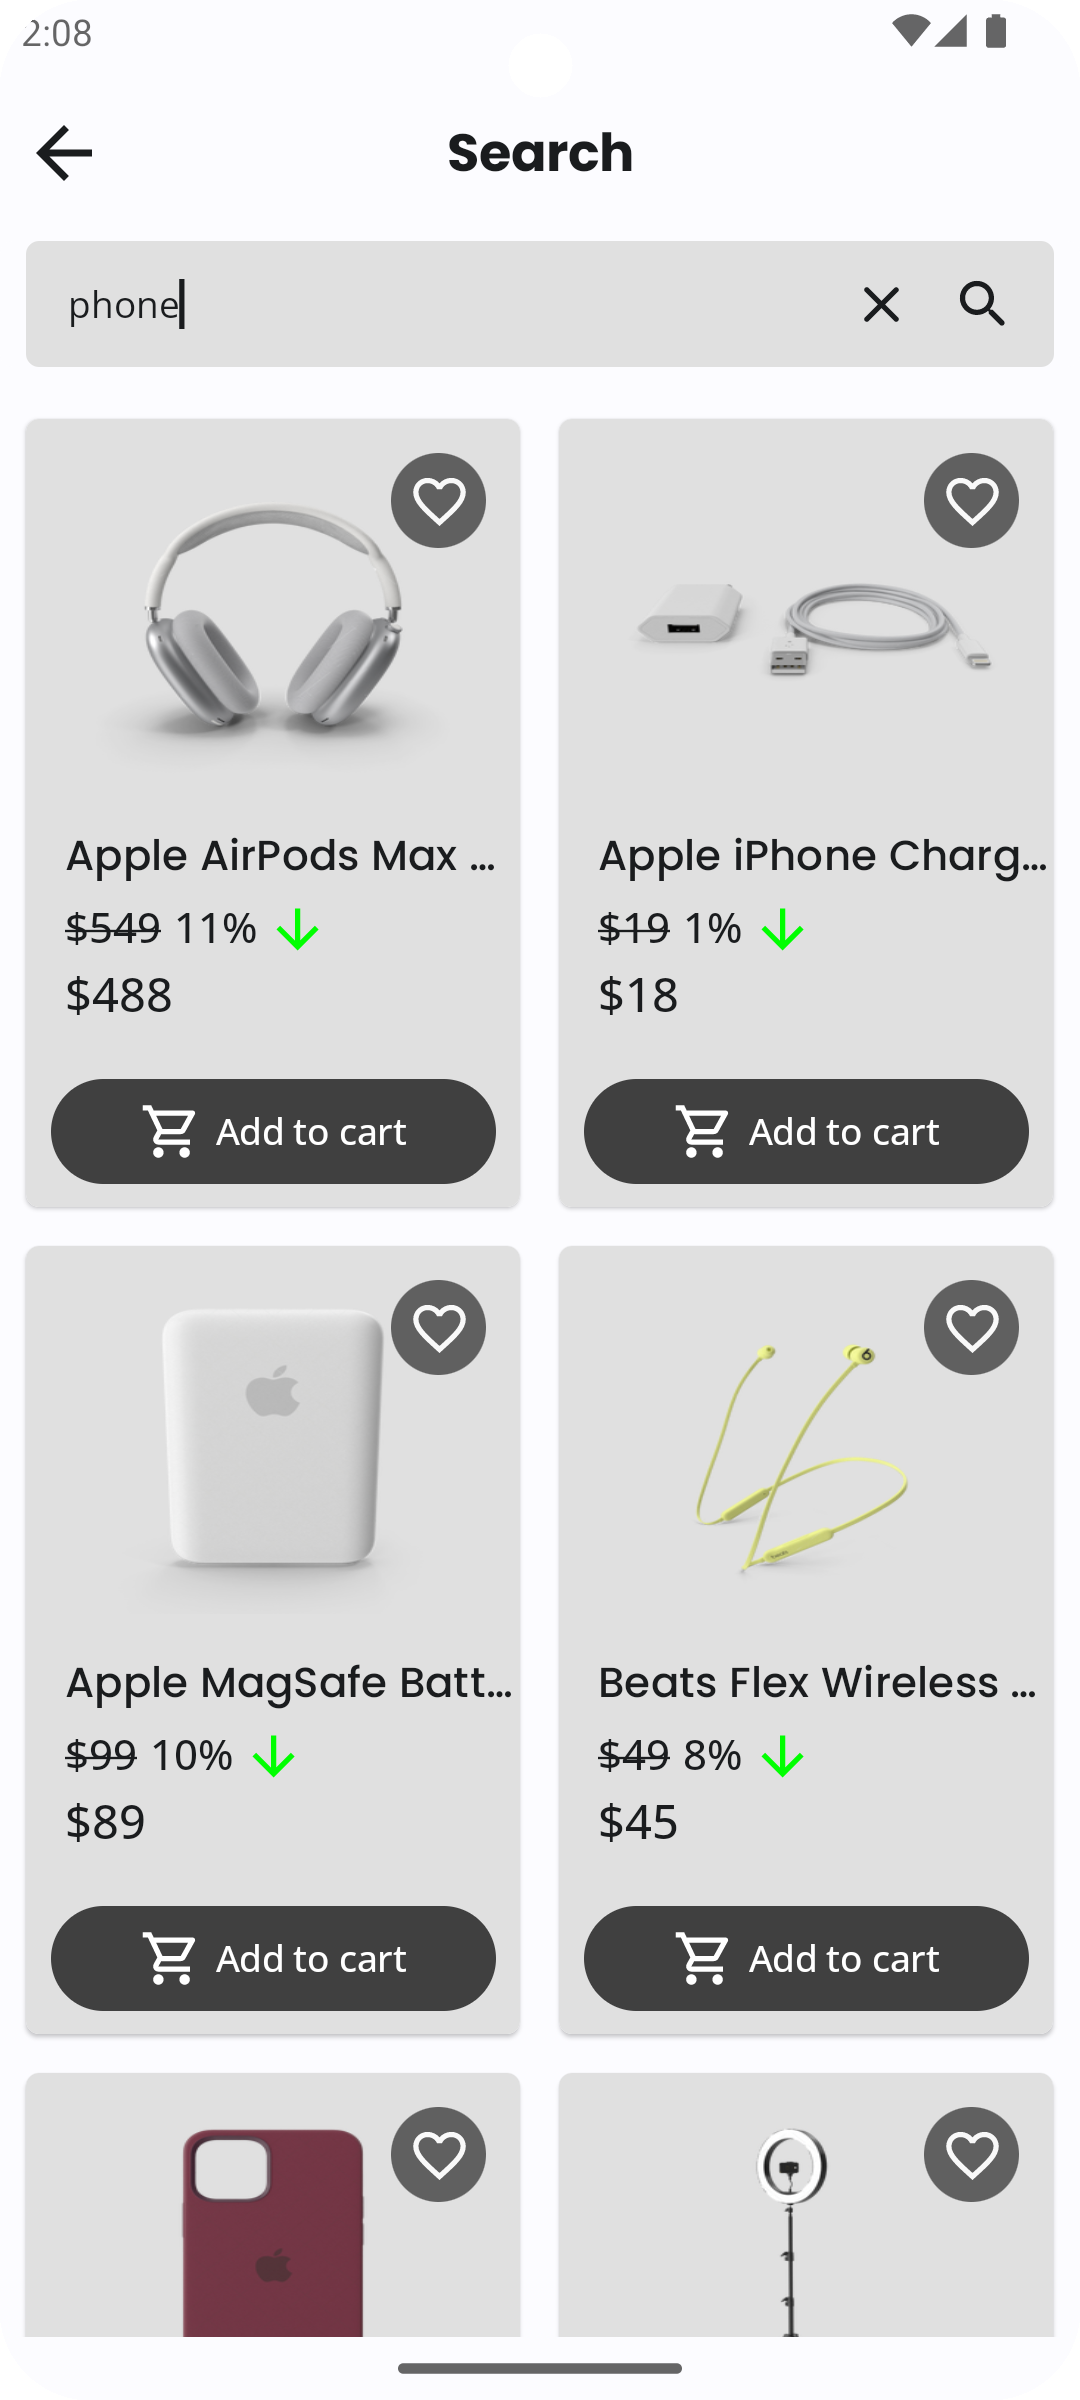 2:08
Search
phone
Apple AirPods Max ...
$549 11%
$488
Add to cart
Apple iPhone Charg...
$19 1%
$18
Add to cart
Apple MagSafe Batt...
$99 10%
$89
Add to cart
Beats Flex Wireless ...
$49 8%
$45
Add to cart